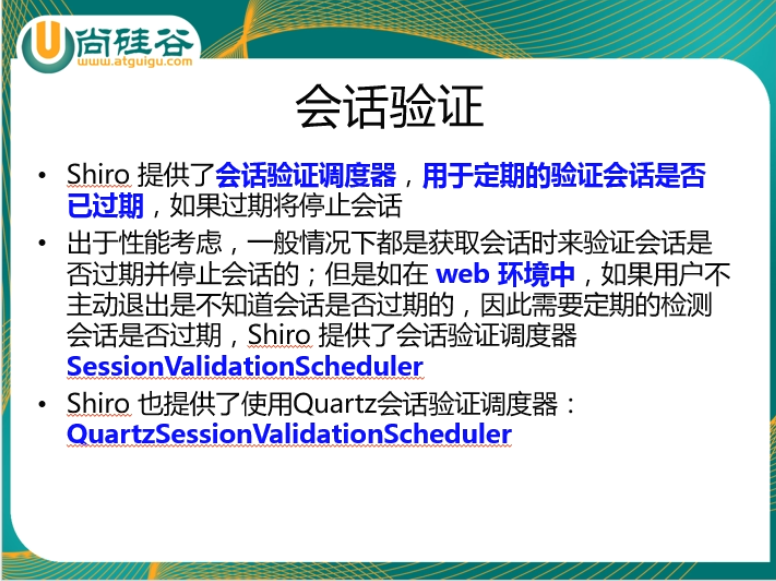 尚硅谷
www.atguigu.com
会话验证
• Shiro 提供了会话验证调度器，用于定期的验证会话是否
已过期，如果过期将停止会话
• 出于性能考虑，一般情况下都是获取会话时来验证会话是
否过期并停止会话的；但是如在 web 环境中，如果用户不
主动退出是不知道会话是否过期的，因此需要定期的检测
会话是否过期，Shiro 提供了会话验证调度器
SessionValidationScheduler
• Shiro 也提供了使用Quartz会话验证调度器：
QuartzSessionValidationScheduler